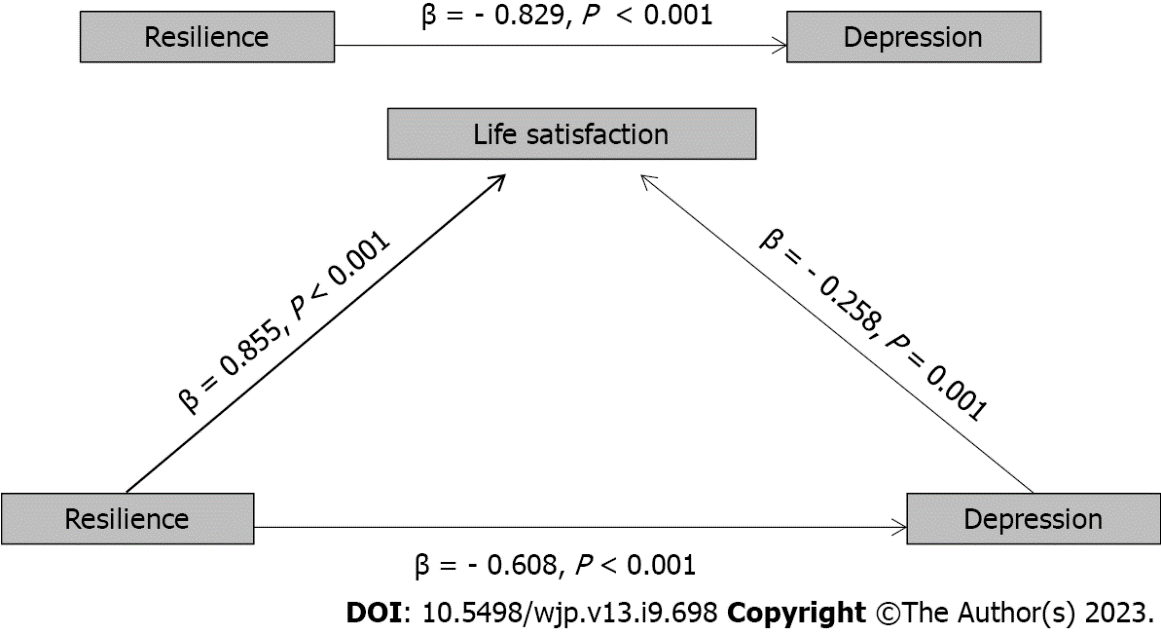 β = - 0.829, P < 0.001
Resilience
Depression
Life satisfaction
β = 0.855, P < 0.001
β = - 0.258, P = 0.001
Resilience
Depression
β = - 0.608, P < 0.001
DOI: 10.5498/wjp.v13.i9.698 Copyright ©The Author(s) 2023.